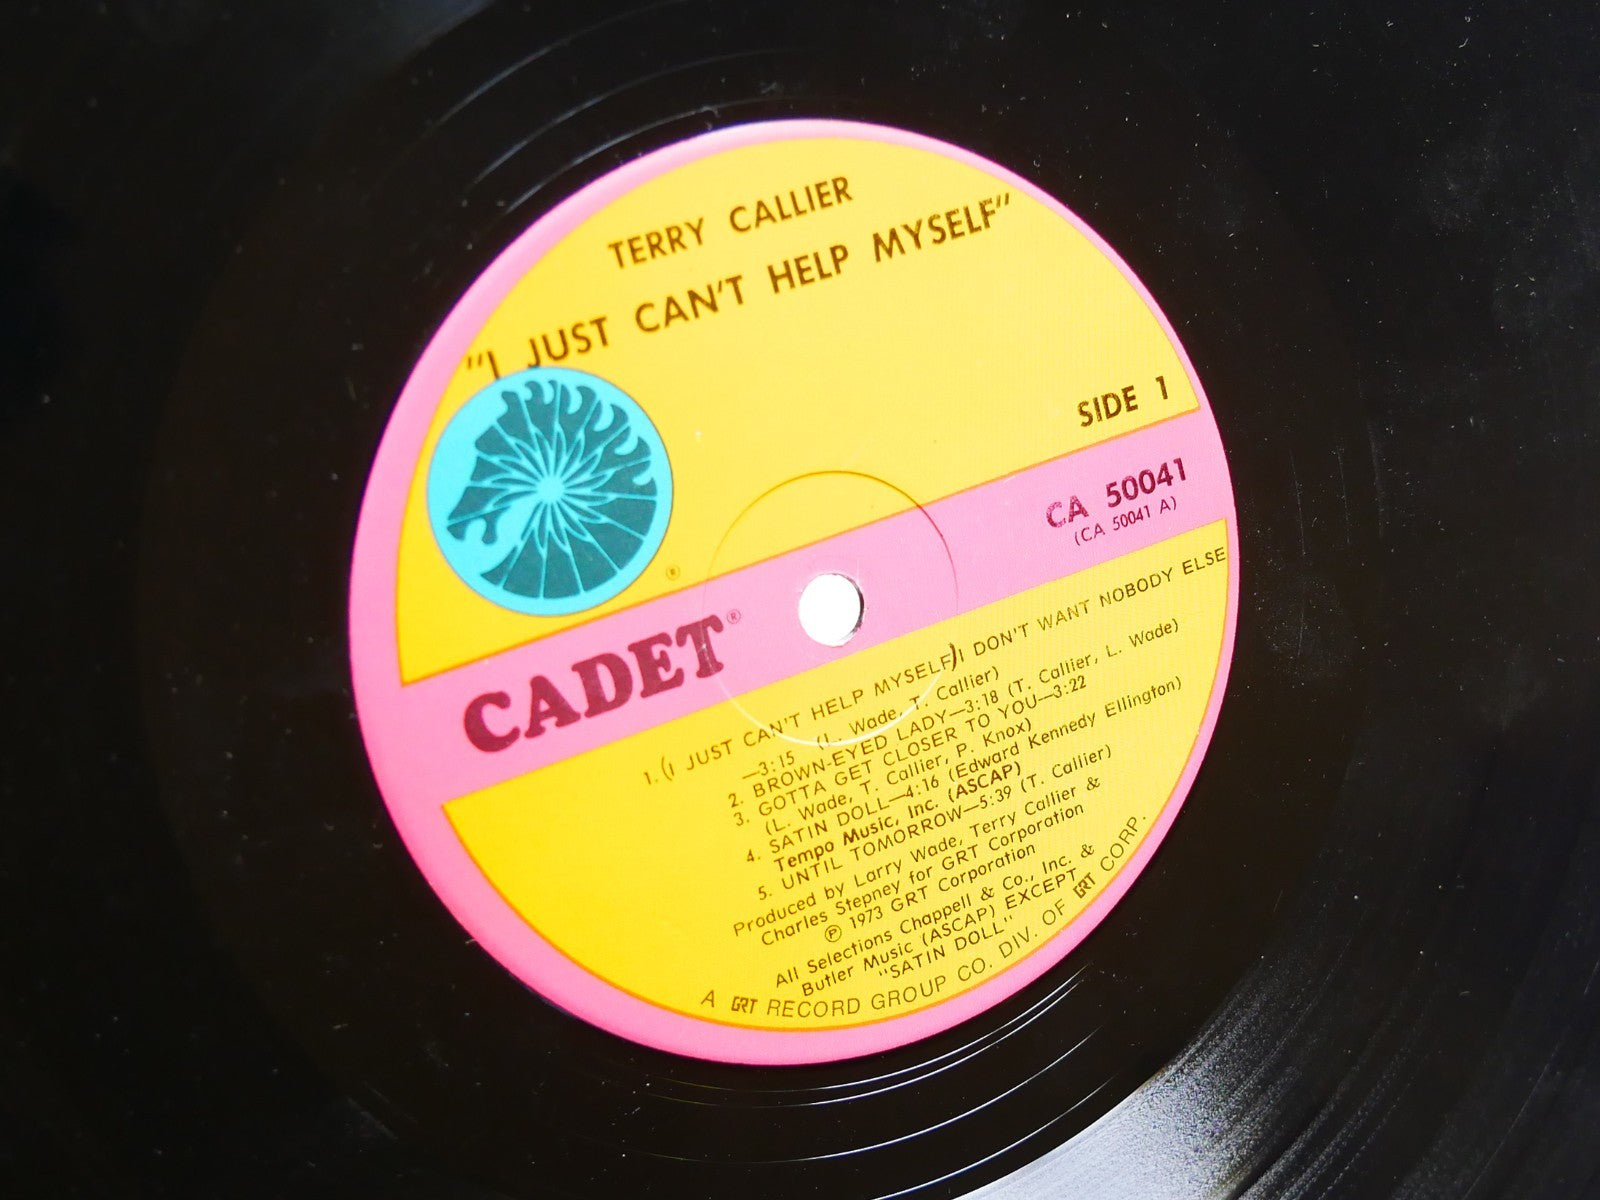 TERRY CALLIER
"I JUST CAN'T HELP MYSELF"
SIDE 1
CA 50041
(CA 50041 A)
®
CADET®
1. (I JUST CAN'T HELP MYSELF) I DON'T WANT NOBODY ELSE
—3:15 (L. Wade, T. Callier)
2. BROWN-EYED LADY—3:18 (T. Callier, L. Wade)
3. GOTTA GET CLOSER TO YOU—3:22
(L. Wade, T. Callier, P. Knox)
4. SATIN DOLL—4:16 (Edward Kennedy Ellington)
Tempo Music, Inc. (ASCAP)
5. UNTIL TOMORROW—5:39 (T. Callier)
Produced by Larry Wade, Terry Callier &
Charles Stepney for GRT Corporation
℗ 1973 GRT Corporation
All Selections Chappell & Co., Inc. &
Butler Music (ASCAP) EXCEPT
"SATIN DOLL"
A GRT RECORD GROUP CO. DIV. OF GRT CORP.